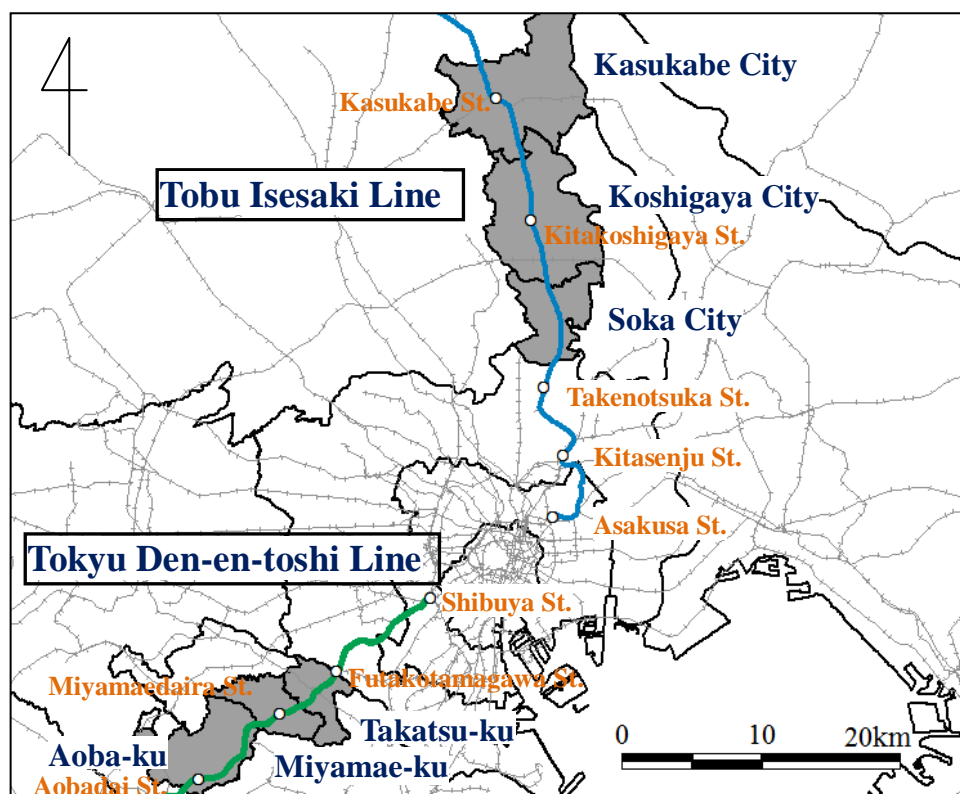 Kasukabe City
Kasukabe St.
Tobu Isesaki Line
Koshigaya City
Kitakoshigaya St.
Soka City
Takenotsuka St.
Kitasenju St.
Asakusa St.
Tokyu Den-en-toshi Line
Shibuya St.
Miyamaedaira St.
Futakotamagawa St.
Takatsu-ku
Aoba-ku
Miyamae-ku
Aobadai St.
0 10 20km